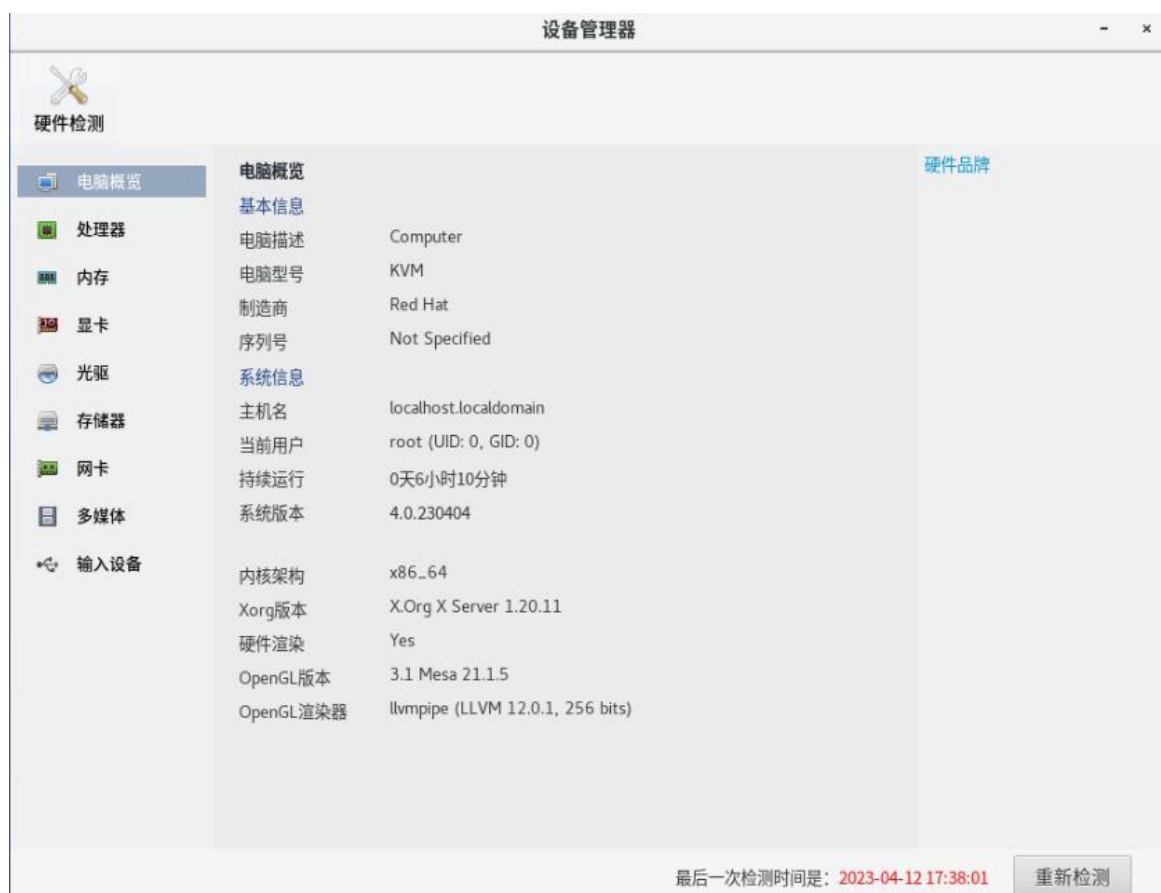 设备管理器
硬件检测
电脑概览
处理器
内存
显卡
光驱
存储器
网卡
多媒体
输入设备
电脑概览
基本信息
电脑描述 Computer
电脑型号 KVM
制造商 Red Hat
序列号 Not Specified
系统信息
主机名 localhost.localdomain
当前用户 root (UID: 0, GID: 0)
持续运行 0天6小时10分钟
系统版本 4.0.230404
内核架构 x86_64
Xorg版本 X.Org X Server 1.20.11
硬件渲染 Yes
OpenGL版本 3.1 Mesa 21.1.5
OpenGL渲染器 llvmpipe (LLVM 12.0.1, 256 bits)
硬件品牌
最后一次检测时间是：2023-04-12 17:38:01 重新检测